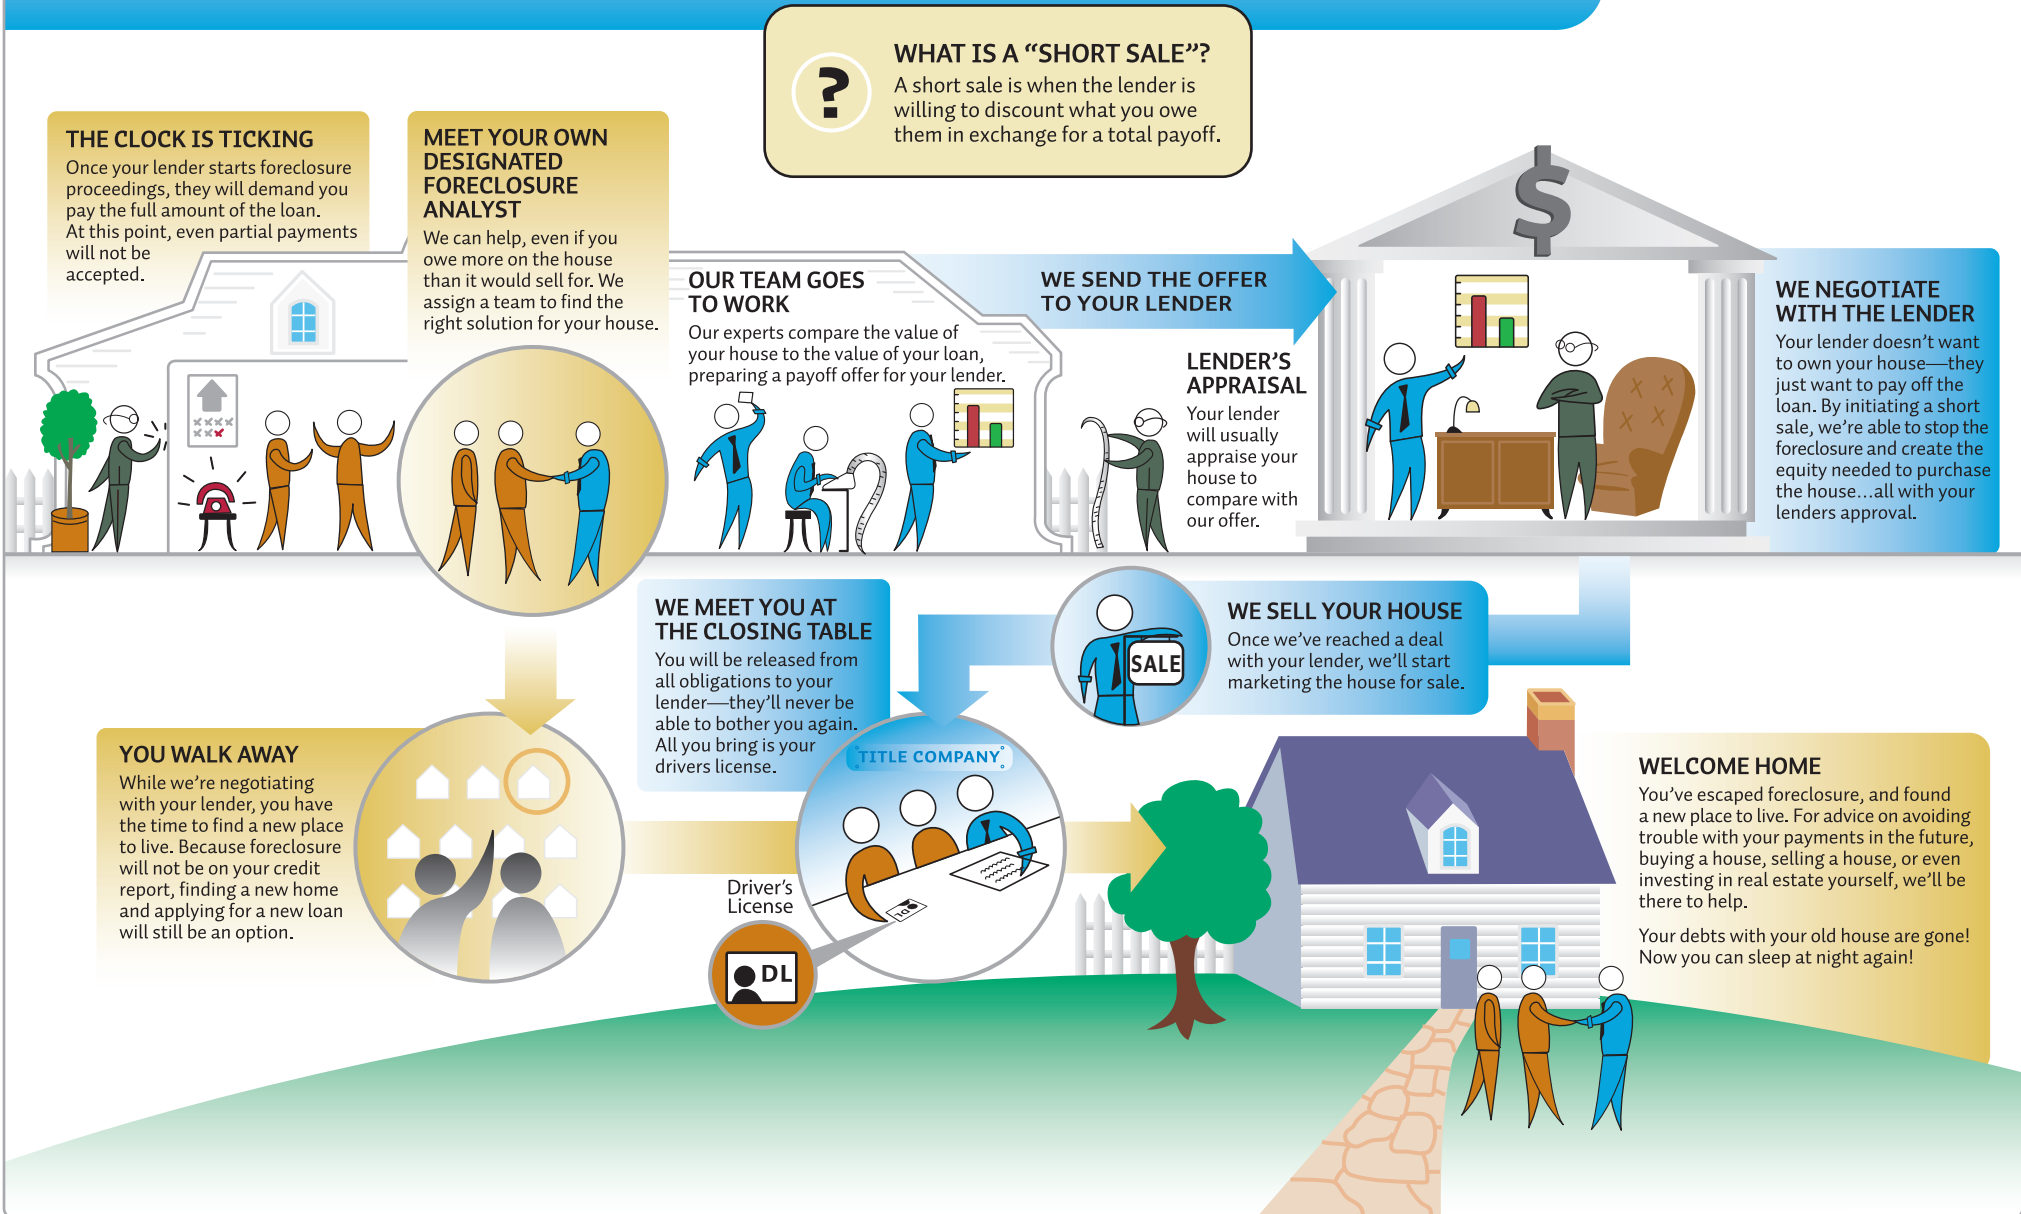 WHAT IS A “SHORT SALE”?
?
A short sale is when the lender is
willing to discount what you owe
them in exchange for a total payoff.
THE CLOCK IS TICKING
Once your lender starts foreclosure
proceedings, they will demand you
pay the full amount of the loan.
At this point, even partial payments
will not be
accepted.
MEET YOUR OWN
DESIGNATED
FORECLOSURE
ANALYST
We can help, even if you
owe more on the house
than it would sell for. We
assign a team to find the
right solution for your house.
OUR TEAM GOES
TO WORK
Our experts compare the value of
your house to the value of your loan,
preparing a payoff offer for your lender.
WE SEND THE OFFER
TO YOUR LENDER
LENDER’S
APPRAISAL
Your lender
will usually
appraise your
house to
compare with
our offer.
$
WE NEGOTIATE
WITH THE LENDER
Your lender doesn’t want
to own your house—they
just want to pay off the
loan. By initiating a short
sale, we’re able to stop the
foreclosure and create the
equity needed to purchase
the house...all with your
lenders approval.
WE SELL YOUR HOUSE
Once we’ve reached a deal
with your lender, we’ll start
marketing the house for sale.
SALE
WE MEET YOU AT
THE CLOSING TABLE
You will be released from
all obligations to your
lender—they’ll never be
able to bother you again.
All you bring is your
drivers license.
TITLE COMPANY
DL
Driver’s
License
DL
YOU WALK AWAY
While we’re negotiating
with your lender, you have
the time to find a new place
to live. Because foreclosure
will not be on your credit
report, finding a new home
and applying for a new loan
will still be an option.
WELCOME HOME
You’ve escaped foreclosure, and found
a new place to live. For advice on avoiding
trouble with your payments in the future,
buying a house, selling a house, or even
investing in real estate yourself, we’ll be
there to help.
Your debts with your old house are gone!
Now you can sleep at night again!